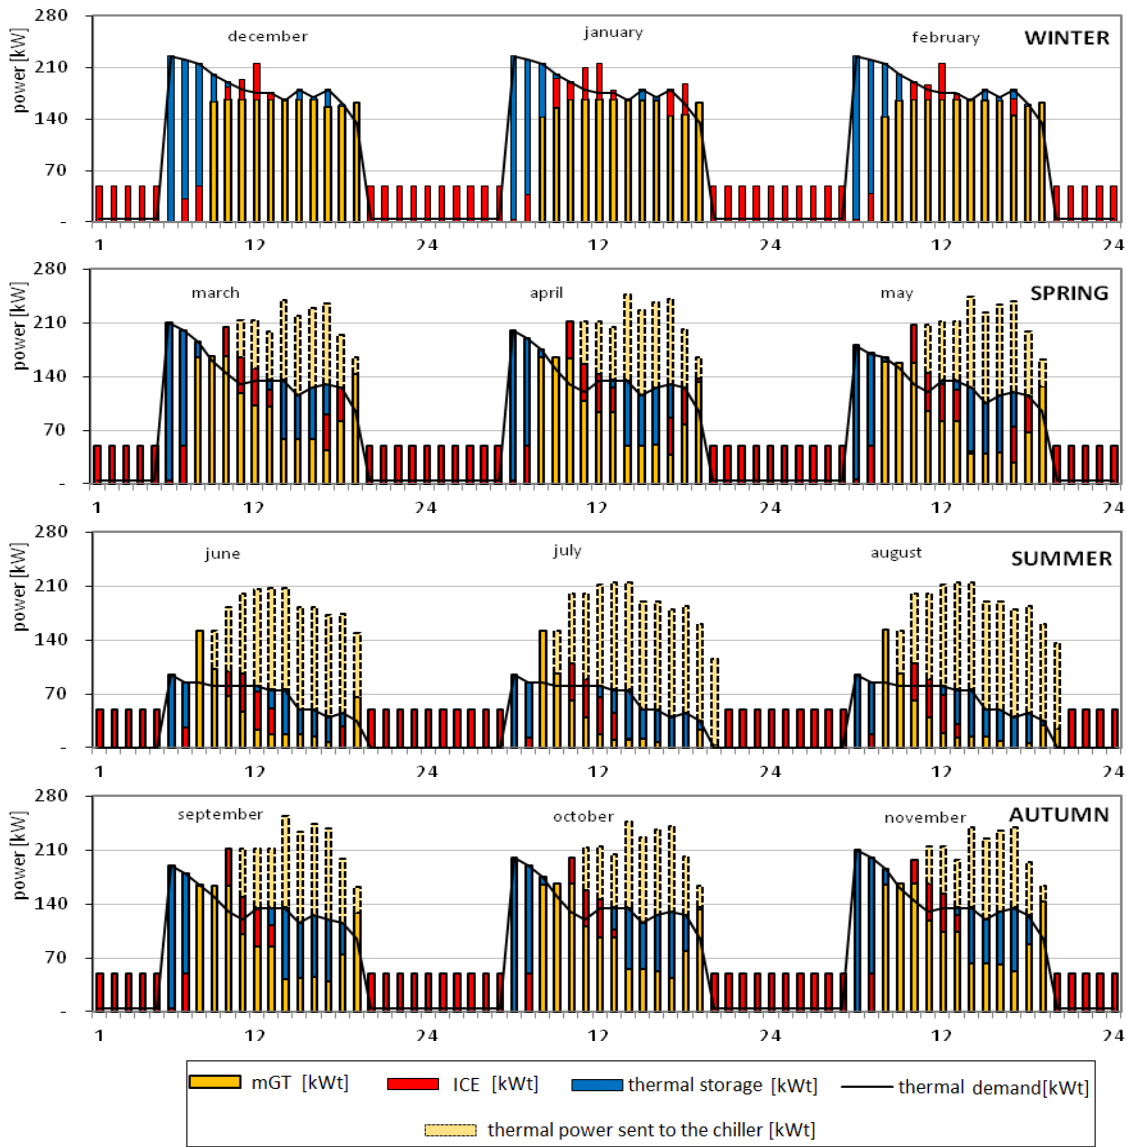 280
210
140
70
-
power [kW]
december
january
february
WINTER
1
12
24
12
24
12
24
280
210
140
70
-
power [kW]
march
april
may
SPRING
1
12
24
12
24
12
24
280
210
140
70
-
power [kW]
june
july
august
SUMMER
1
12
24
12
24
12
24
280
210
140
70
-
power [kW]
september
october
november
AUTUMN
1
12
24
12
24
12
24
mGT [kWt]
ICE [kWt]
thermal storage [kWt]
thermal demand[kWt]
thermal power sent to the chiller [kWt]